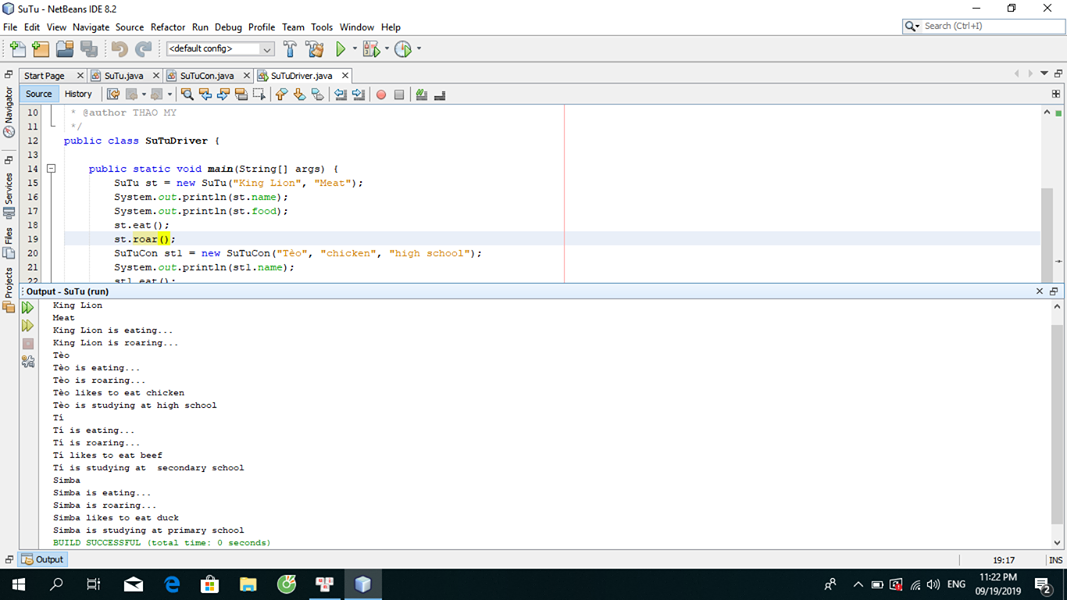 SuTu - NetBeans IDE 8.2
File Edit View Navigate Source Refactor Run Debug Profile Team Tools Window Help
Search (Ctrl+I)
<default config>
Start Page SuTu.java SuTuCon.java SuTuDriver.java
Source History
Navigator
Services
Files
Projects
10 * @author THAO MY
11 */
12 public class SuTuDriver {
13
14 public static void main(String[] args) {
15 SuTu st = new SuTu("King Lion", "Meat");
16 System.out.println(st.name);
17 System.out.println(st.food);
18 st.eat();
19 st.roar();
20 SuTuCon st1 = new SuTuCon("Tèo", "chicken", "high school");
21 System.out.println(st1.name);
22 st1.eat();
Output - SuTu (run)
King Lion
Meat
King Lion is eating...
King Lion is roaring...
Tèo
Tèo is eating...
Tèo is roaring...
Tèo likes to eat chicken
Tèo is studying at high school
Tí
Tí is eating...
Tí is roaring...
Tí likes to eat beef
Tí is studying at  secondary school
Simba
Simba is eating...
Simba is roaring...
Simba likes to eat duck
Simba is studying at primary school
BUILD SUCCESSFUL (total time: 0 seconds)
Output
19:17 INS
ENG
11:22 PM
09/19/2019
2